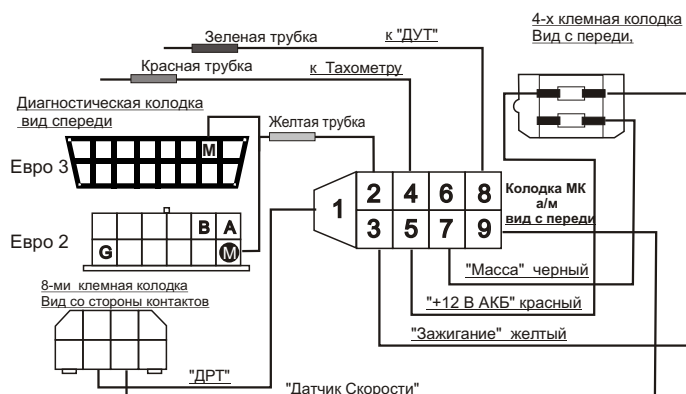 Зеленая трубка
к "ДУТ"
4-х клемная колодка
Вид с переди,
Красная трубка
к Тахометру
Диагностическая колодка
вид спереди
Желтая трубка
М
Евро 3
2 4 6 8
Колодка МК
а/м
вид с переди
1
3 5 7 9
B A
Евро 2
G М
"Масса" черный
8-ми клемная колодка
Вид со стороны контактов
"+12 В АКБ" красный
"Зажигание" желтый
"ДРТ"
"Датчик Скорости"